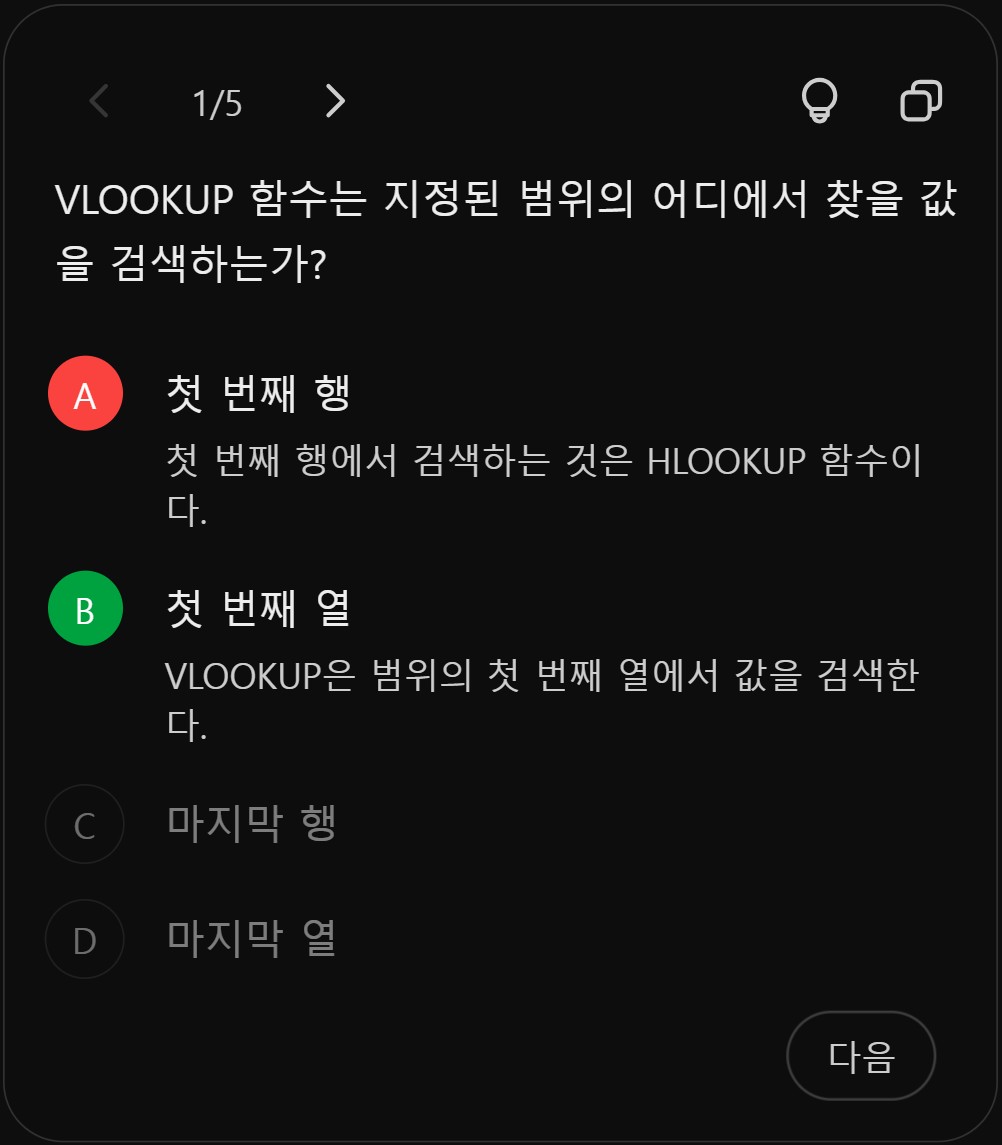 1/5
VLOOKUP 함수는 지정된 범위의 어디에서 찾을 값
을 검색하는가?
A
첫 번째 행
첫 번째 행에서 검색하는 것은 HLOOKUP 함수이
다.
B
첫 번째 열
VLOOKUP은 범위의 첫 번째 열에서 값을 검색한
다.
C
마지막 행
D
마지막 열
다음